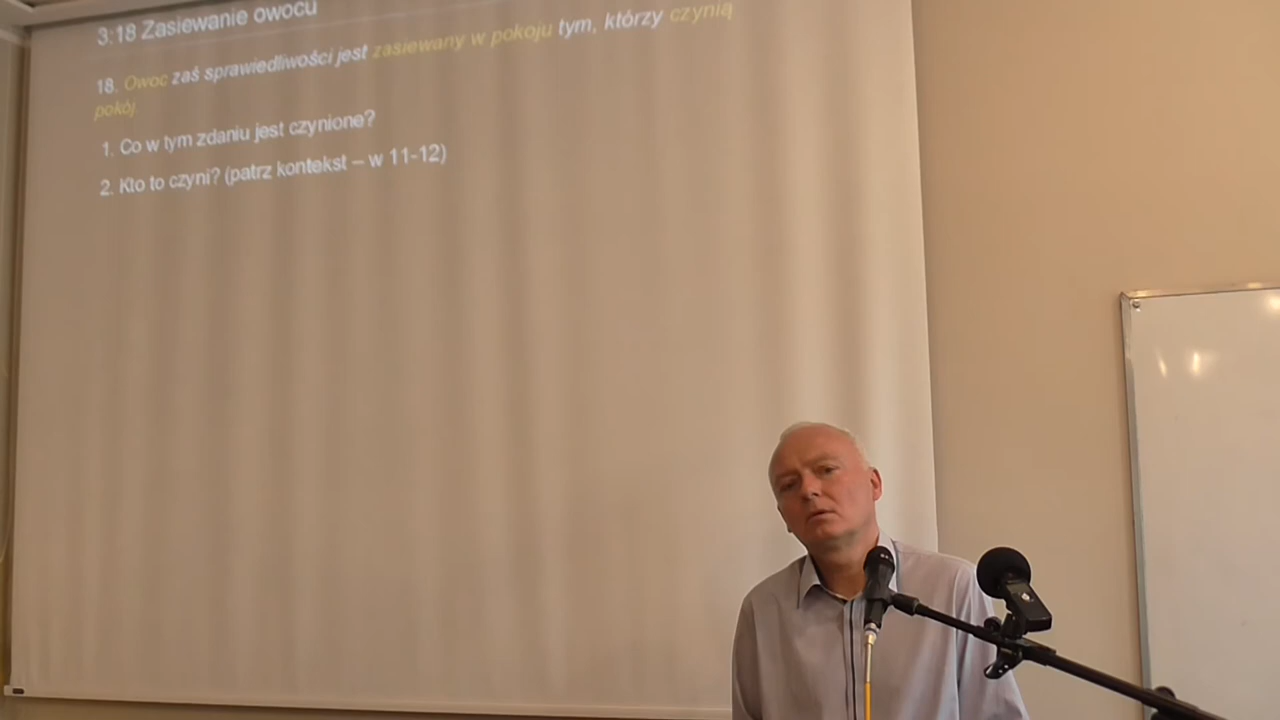 3:18 Zasiewanie owocu
18. Owoc zaś sprawiedliwości jest zasiewany w pokoju tym, którzy czynią
pokój.
1. Co w tym zdaniu jest czynione?
2. Kto to czyni? (patrz kontekst – w 11-12)